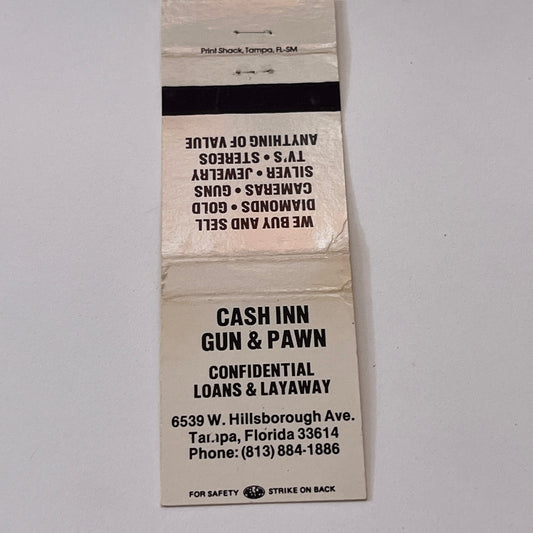 Print Shack, Tampa, FL-SM
WE BUY AND SELL
DIAMONDS • GOLD
CAMERAS • GUNS
SILVER • JEWELRY
TV'S • STEREOS
ANYTHING OF VALUE
CASH INN
GUN & PAWN
CONFIDENTIAL
LOANS & LAYAWAY
6539 W. Hillsborough Ave.
Tampa, Florida 33614
Phone: (813) 884-1886
FOR SAFETY STRIKE ON BACK